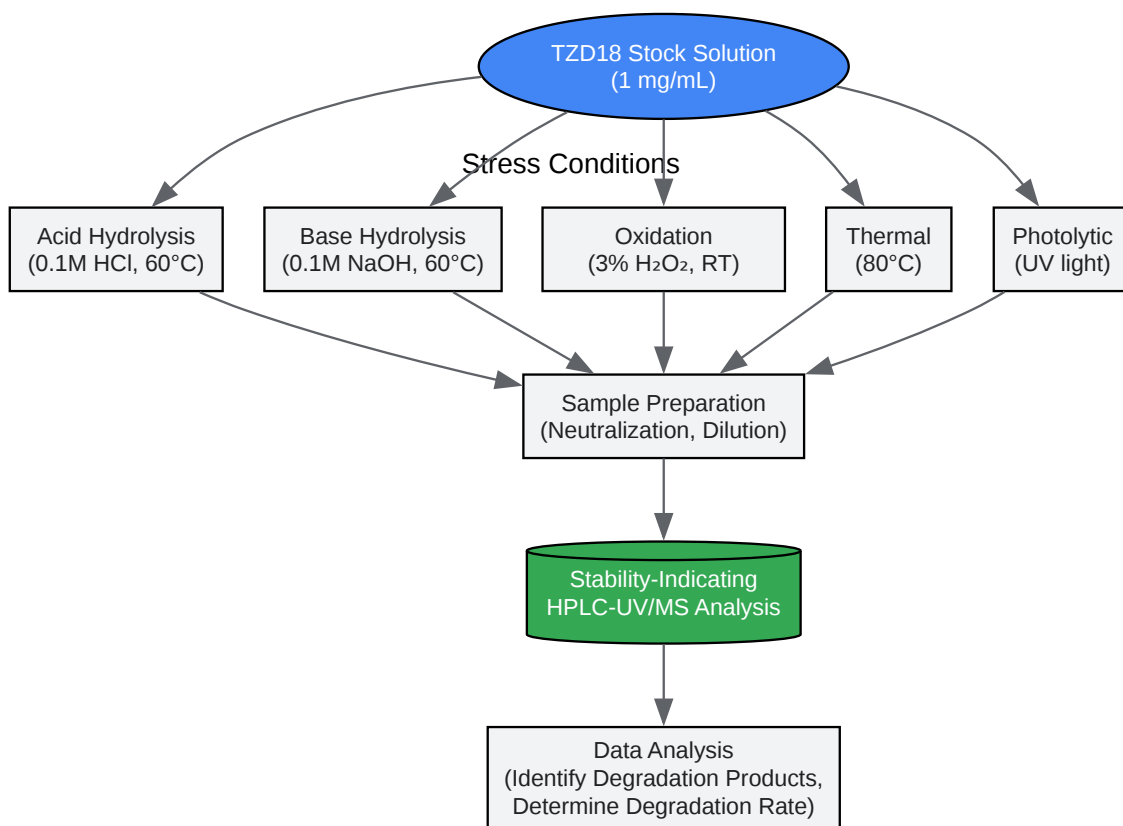 TZD18 Stock Solution
(1 mg/mL)
Stress Conditions
Acid Hydrolysis
(0.1M HCl, 60°C)
Base Hydrolysis
(0.1M NaOH, 60°C)
Oxidation
(3% H₂O₂, RT)
Thermal
(80°C)
Photolytic
(UV light)
Sample Preparation
(Neutralization, Dilution)
Stability-Indicating
HPLC-UV/MS Analysis
Data Analysis
(Identify Degradation Products,
Determine Degradation Rate)